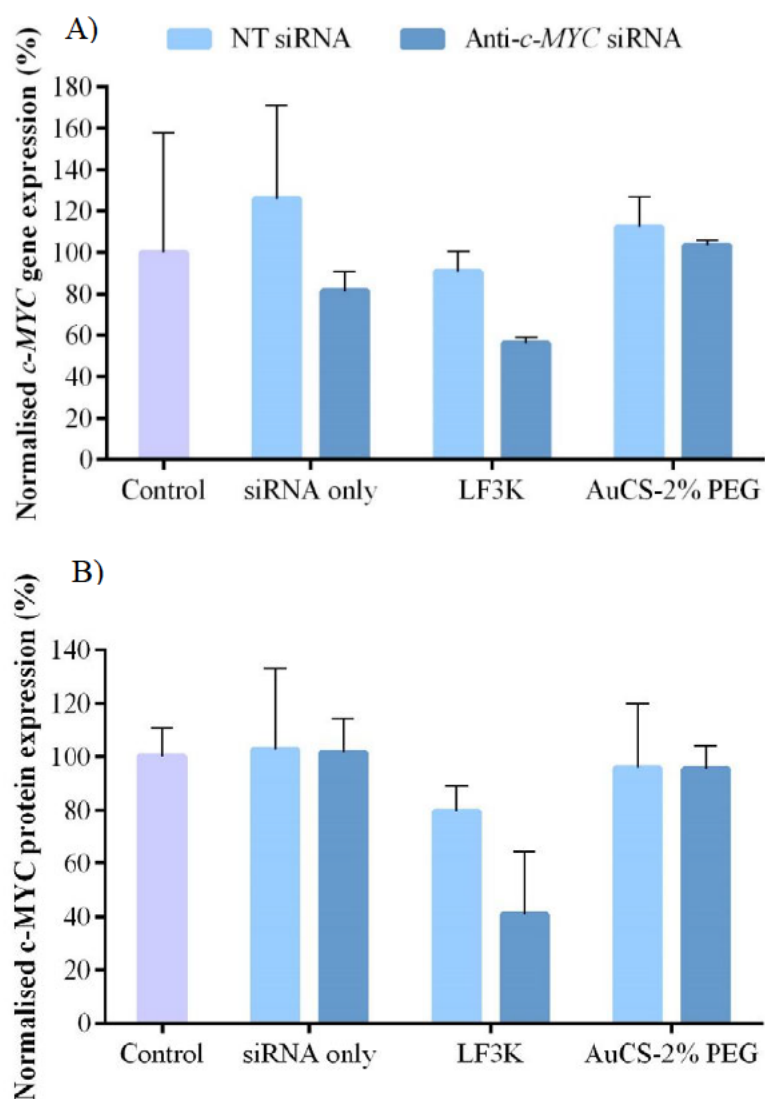 A)
NT siRNA Anti-c-MYC siRNA
Normalised c-MYC gene expression (%)
180
160
140
120
100
80
60
40
20
0
Control siRNA only LF3K AuCS-2% PEG
B)
Normalised c-MYC protein expression (%)
140
120
100
80
60
40
20
0
Control siRNA only LF3K AuCS-2% PEG